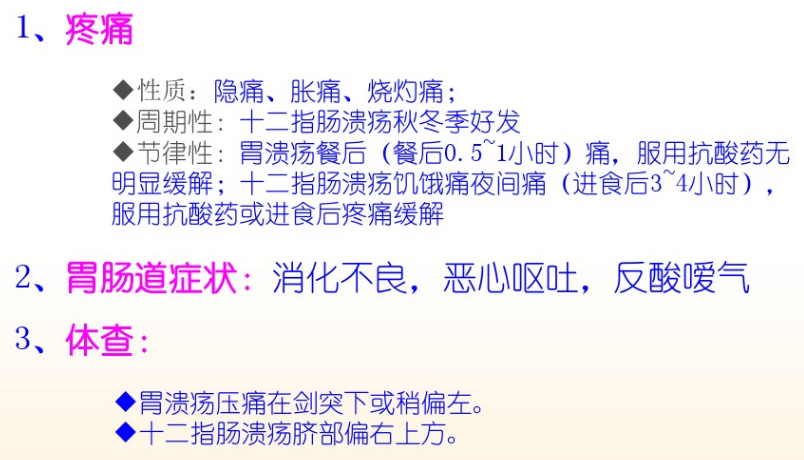 1、疼痛
◆性质：隐痛、胀痛、烧灼痛；
◆周期性：十二指肠溃疡秋冬季好发
◆节律性：胃溃疡餐后（餐后0.5~1小时）痛，服用抗酸药无
明显缓解；十二指肠溃疡饥饿痛夜间痛（进食后3~4小时），
服用抗酸药或进食后疼痛缓解
2、胃肠道症状：消化不良，恶心呕吐，反酸嗳气
3、体查：
◆胃溃疡压痛在剑突下或稍偏左。
◆十二指肠溃疡脐部偏右上方。